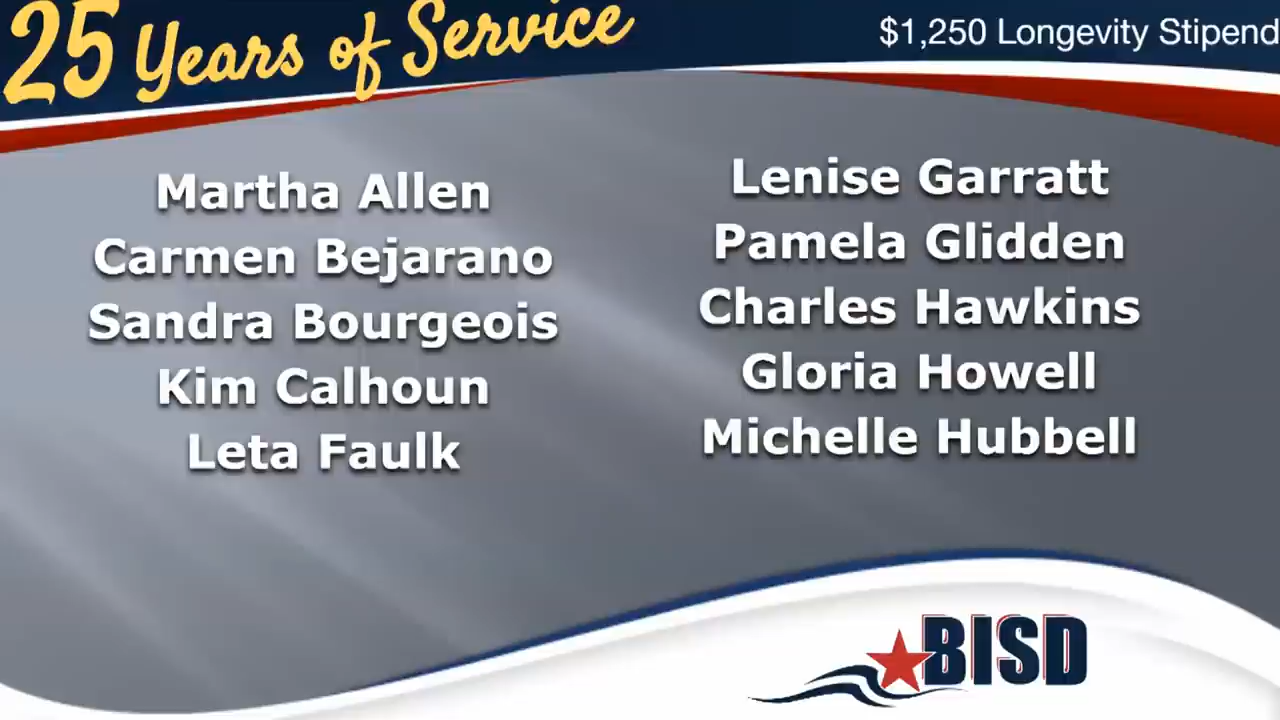 25 Years of Service
$1,250 Longevity Stipend
Martha Allen
Carmen Bejarano
Sandra Bourgeois
Kim Calhoun
Leta Faulk
Lenise Garratt
Pamela Glidden
Charles Hawkins
Gloria Howell
Michelle Hubbell
BISD